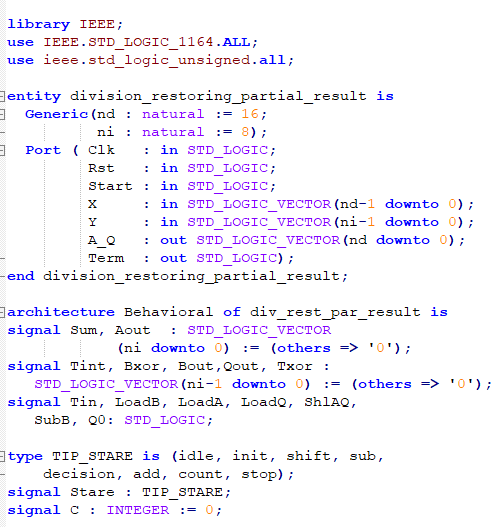 library IEEE;
use IEEE.STD_LOGIC_1164.ALL;
use ieee.std_logic_unsigned.all;
entity division_restoring_partial_result is
Generic(nd : natural := 16;
ni : natural := 8);
Port ( Clk : in STD_LOGIC;
Rst : in STD_LOGIC;
Start : in STD_LOGIC;
X : in STD_LOGIC_VECTOR(nd-1 downto 0);
Y : in STD_LOGIC_VECTOR(ni-1 downto 0);
A_Q : out STD_LOGIC_VECTOR(nd downto 0);
Term : out STD_LOGIC);
end division_restoring_partial_result;
architecture Behavioral of div_rest_par_result is
signal Sum, Aout : STD_LOGIC_VECTOR
(ni downto 0) := (others => '0');
signal Tint, Bxor, Bout,Qout, Txor :
STD_LOGIC_VECTOR(ni-1 downto 0) := (others => '0');
signal Tin, LoadB, LoadA, LoadQ, ShlAQ,
SubB, Q0: STD_LOGIC;
type TIP_STARE is (idle, init, shift, sub,
decision, add, count, stop);
signal Stare : TIP_STARE;
signal C : INTEGER := 0;